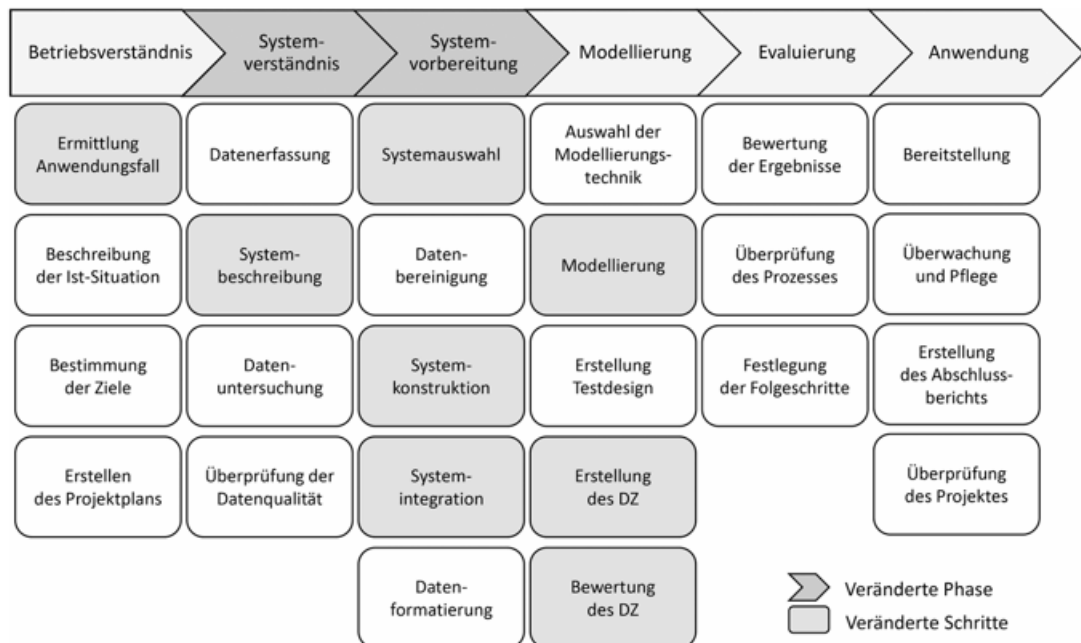 Betriebsverständnis
System-
verständnis
System-
vorbereitung
Modellierung
Evaluierung
Anwendung
Ermittlung
Anwendungsfall
Datenerfassung
Systemauswahl
Auswahl der
Modellierungs-
technik
Bewertung
der Ergebnisse
Bereitstellung
Beschreibung
der Ist-Situation
System-
beschreibung
Daten-
bereinigung
Modellierung
Überprüfung
des Prozesses
Überwachung
und Pflege
Bestimmung
der Ziele
Daten-
untersuchung
System-
konstruktion
Erstellung
Testdesign
Festlegung
der Folgeschritte
Erstellung
des Abschluss-
berichts
Erstellen
des Projektplans
Überprüfung der
Datenqualität
System-
integration
Erstellung
des DZ
Überprüfung
des Projektes
Daten-
formatierung
Bewertung
des DZ
Veränderte Phase
Veränderte Schritte